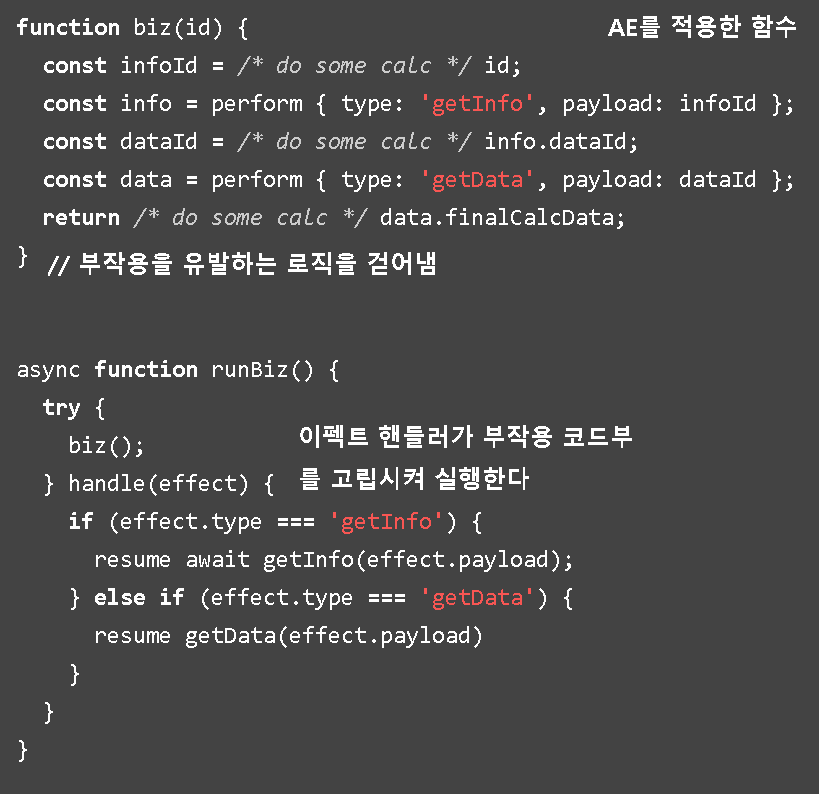 function biz(id) { AE를 적용한 함수
  const infoId = /* do some calc */ id;
  const info = perform { type: 'getInfo', payload: infoId };
  const dataId = /* do some calc */ info.dataId;
  const data = perform { type: 'getData', payload: dataId };
  return /* do some calc */ data.finalCalcData;
} // 부작용을 유발하는 로직을 걷어냄
async function runBiz() {
  try {
    biz();
이펙트 핸들러가 부작용 코드부
  } handle(effect) {
를 고립시켜 실행한다
    if (effect.type === 'getInfo') {
      resume await getInfo(effect.payload);
    } else if (effect.type === 'getData') {
      resume getData(effect.payload)
    }
  }
}